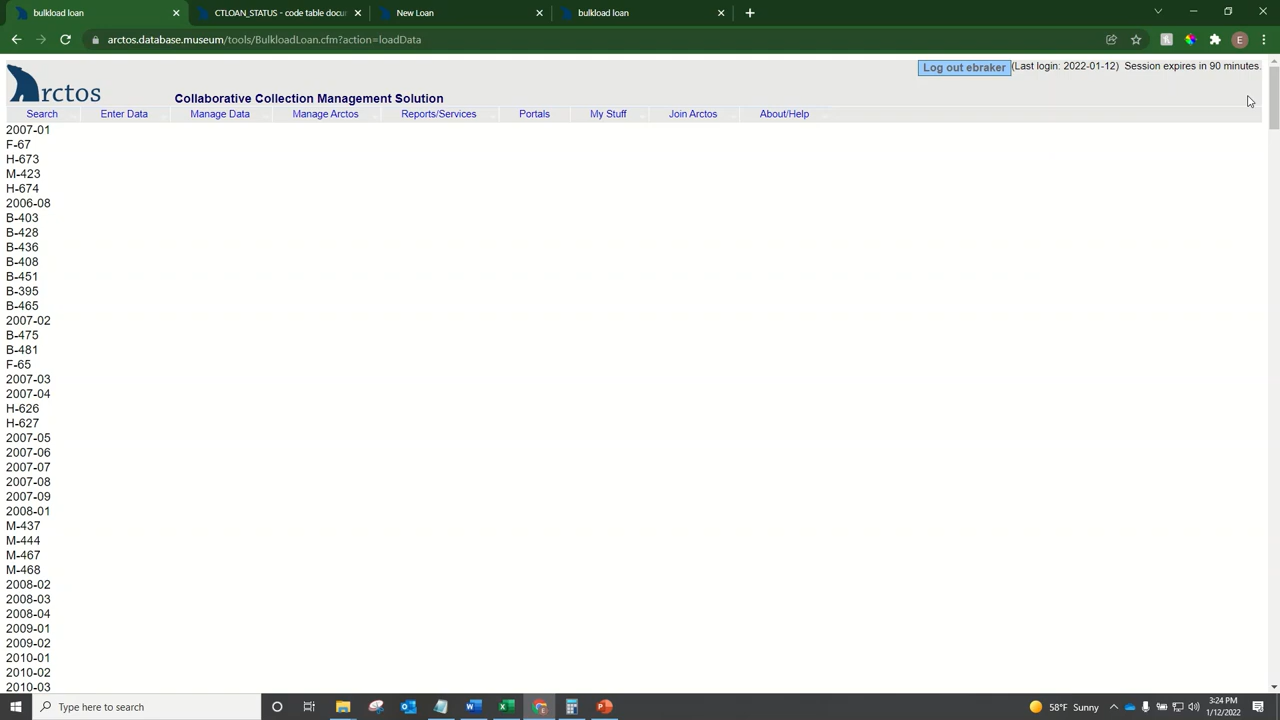 bulkload loan
CTLOAN_STATUS - code table docu
New Loan
bulkload loan
arctos.database.museum/tools/BulkloadLoan.cfm?action=loadData
E
Log out ebraker (Last login: 2022-01-12) Session expires in 90 minutes.
Arctos
Collaborative Collection Management Solution
Search Enter Data Manage Data Manage Arctos Reports/Services Portals My Stuff Join Arctos About/Help
2007-01
F-67
H-673
M-423
H-674
2006-08
B-403
B-428
B-436
B-408
B-451
B-395
B-465
2007-02
B-475
B-481
F-65
2007-03
2007-04
H-626
H-627
2007-05
2007-06
2007-07
2007-08
2007-09
2008-01
M-437
M-444
M-467
M-468
2008-02
2008-03
2008-04
2009-01
2009-02
2010-01
2010-02
2010-03
Type here to search
58°F Sunny
3:24 PM
1/12/2022